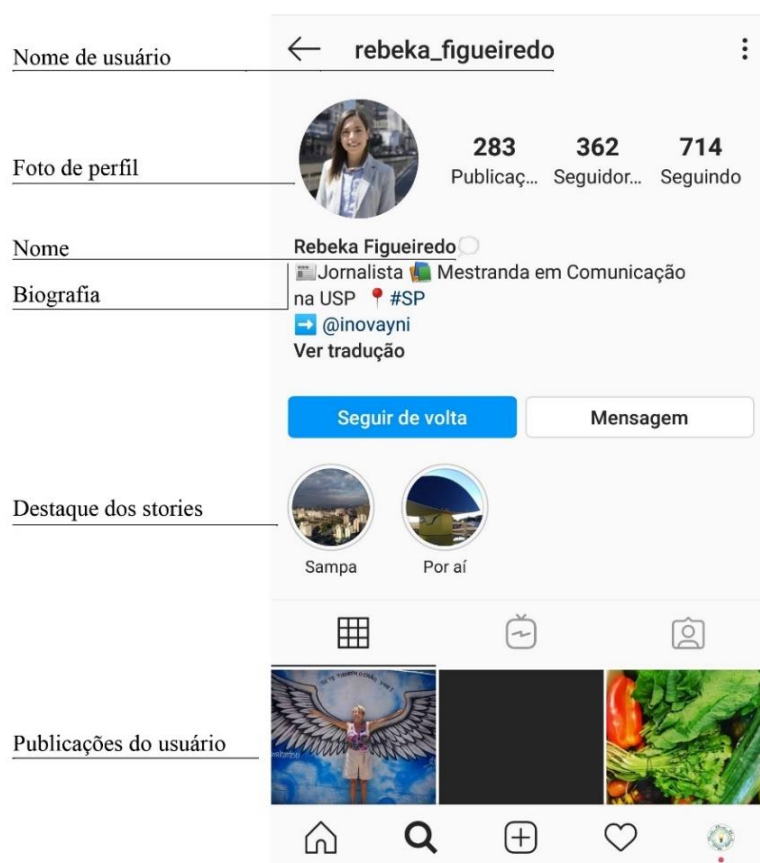 Nome de usuário
rebeka_figueiredo
Foto de perfil
283 362 714
Publicaç... Seguidor... Seguindo
Nome
Rebeka Figueiredo
Biografia
Jornalista Mestranda em Comunicação
na USP #SP
@inovayni
Ver tradução
Seguir de volta Mensagem
Destaque dos stories
Sampa Por aí
Publicações do usuário